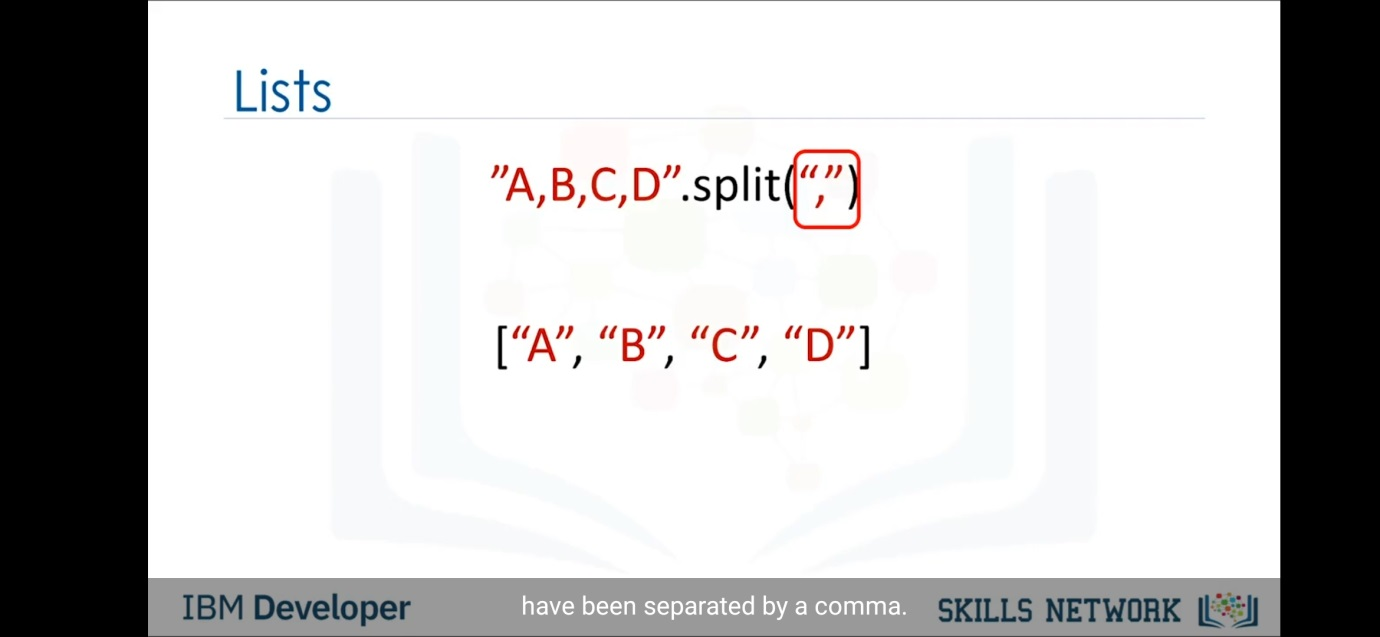 Lists
”A,B,C,D”.split(“,”)
[“A”, “B”, “C”, “D”]
IBM Developer
have been separated by a comma.
SKILLS NETWORK